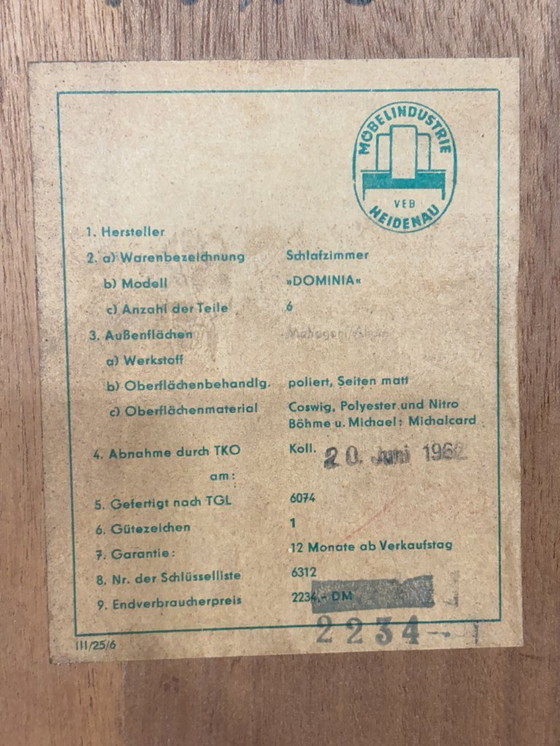 MÖBELINDUSTRIE
VEB
HEIDENAU
1. Hersteller
2. a) Warenbezeichnung Schlafzimmer
b) Modell »DOMINIA«
c) Anzahl der Teile 6
3. Außenflächen
a) Werkstoff
b) Oberflächenbehandlg. poliert, Seiten matt
c) Oberflächenmaterial Coswig, Polyester und Nitro
Böhme u. Michael: Michalcard
4. Abnahme durch TKO Koll. 20. Juni 1962
am:
5. Gefertigt nach TGL 6074
6. Gütezeichen 1
7. Garantie: 12 Monate ab Verkaufstag
8. Nr. der Schlüsselliste 6312
9. Endverbraucherpreis 2234,- DM
2234.--
III/25/6